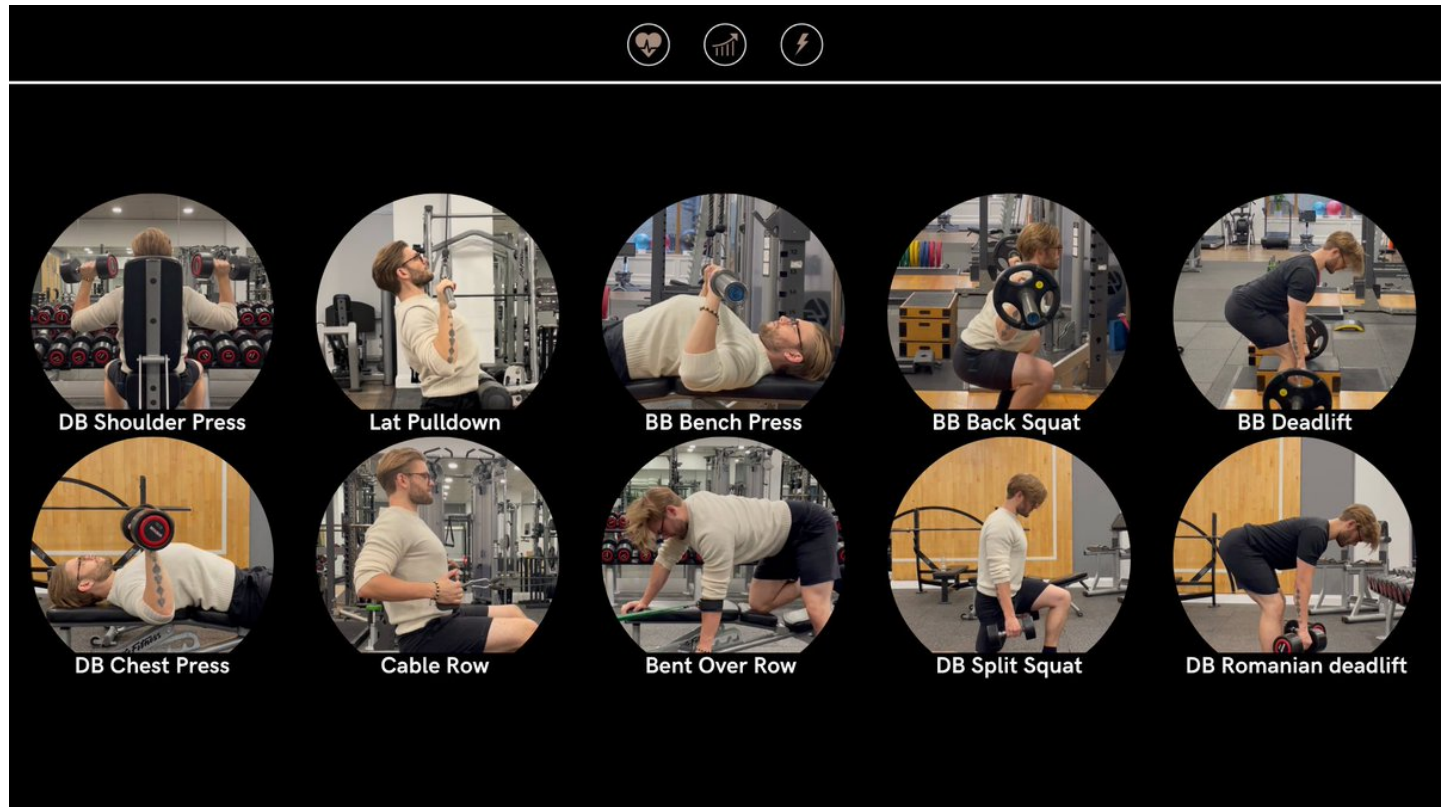 DB Shoulder Press
Lat Pulldown
BB Bench Press
BB Back Squat
BB Deadlift
DB Chest Press
Cable Row
Bent Over Row
DB Split Squat
DB Romanian deadlift